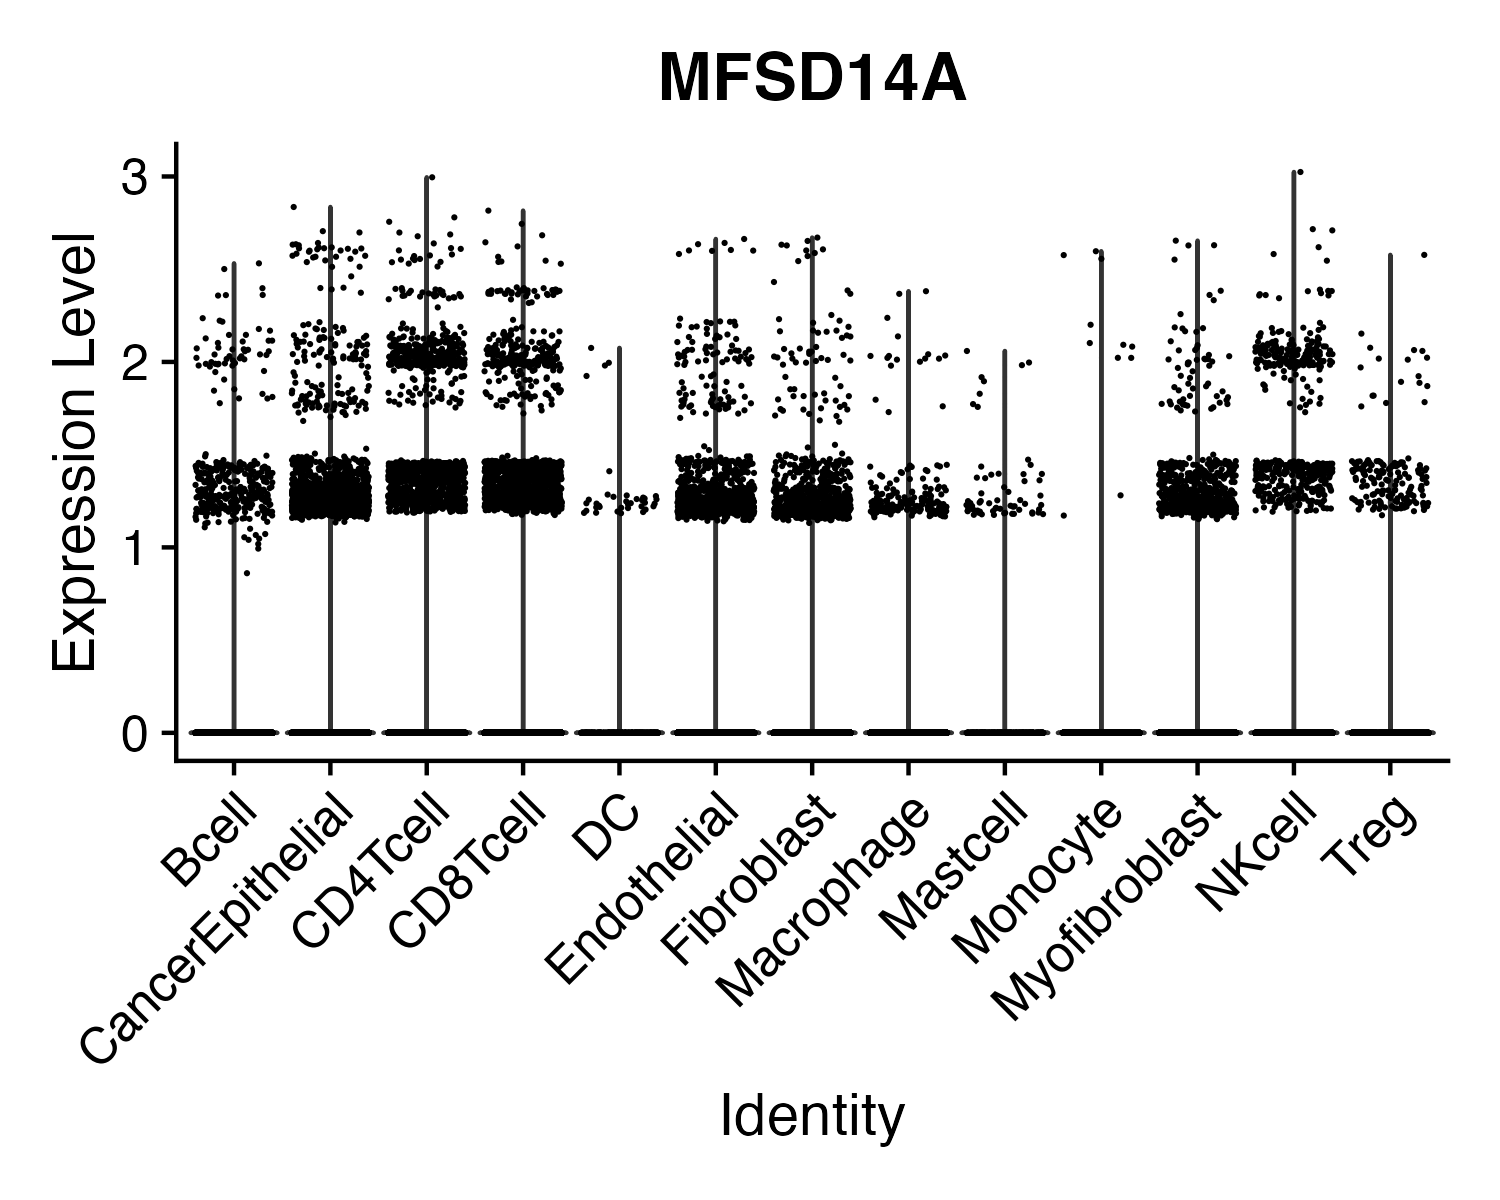 MFSD14A
Expression Level
3
2
1
0
Bcell
CancerEpithelial
CD4Tcell
CD8Tcell
DC
Endothelial
Fibroblast
Macrophage
Mastcell
Monocyte
Myofibroblast
NKcell
Treg
Identity